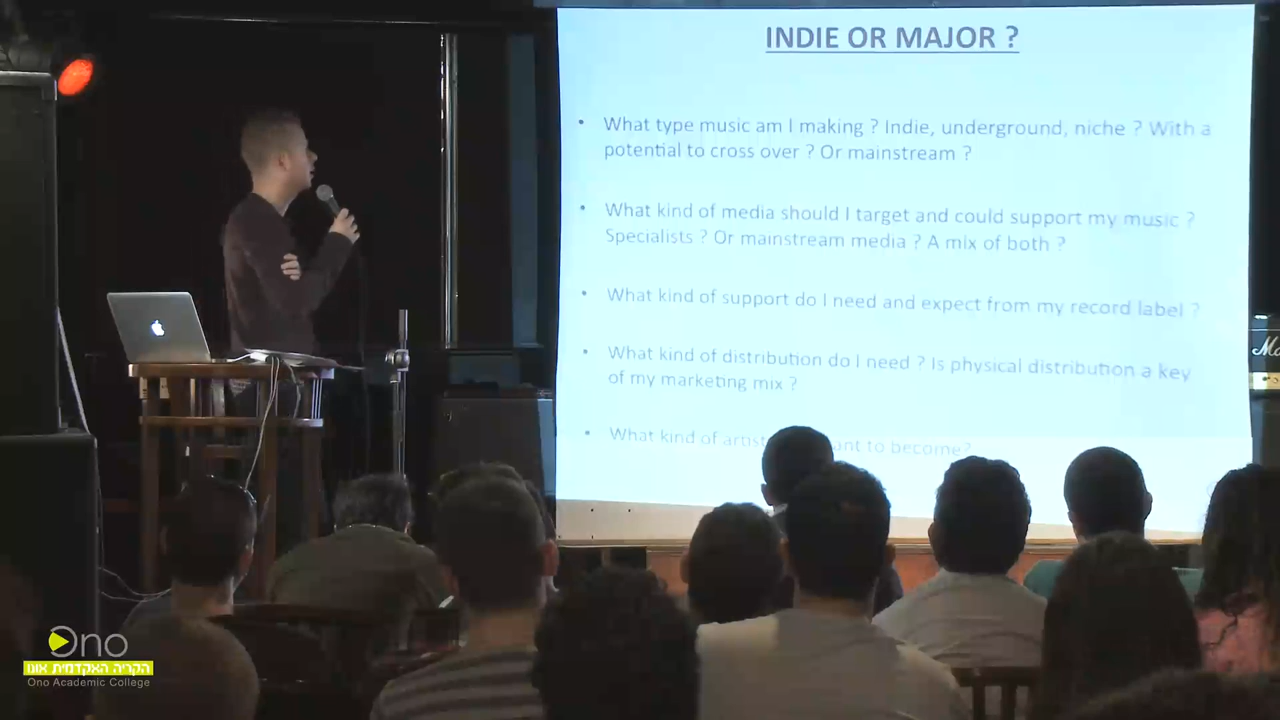 INDIE OR MAJOR ?
• What type music am I making ? Indie, underground, niche ? With a
potential to cross over ? Or mainstream ?
• What kind of media should I target and could support my music ?
Specialists ? Or mainstream media ? A mix of both ?
• What kind of support do I need and expect from my record label ?
• What kind of distribution do I need ? Is physical distribution a key
of my marketing mix ?
• What kind of artist ant to become?
Ono
הקריה האקדמית אונו
Ono Academic College